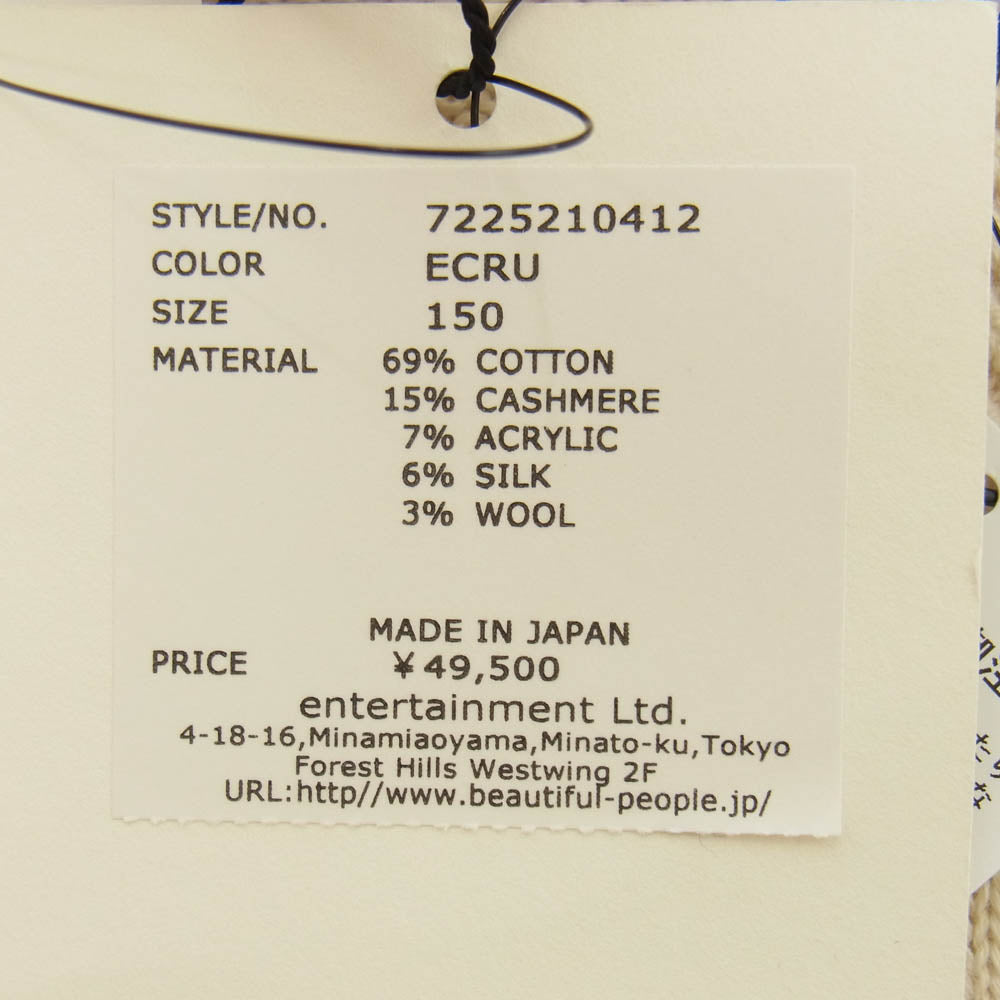 STYLE/NO. 7225210412
COLOR ECRU
SIZE 150
MATERIAL 69% COTTON
15% CASHMERE
7% ACRYLIC
6% SILK
3% WOOL
MADE IN JAPAN
PRICE ¥49,500
entertainment Ltd.
4-18-16,Minamiaoyama,Minato-ku,Tokyo
Forest Hills Westwing 2F
URL:http//www.beautiful-people.jp/